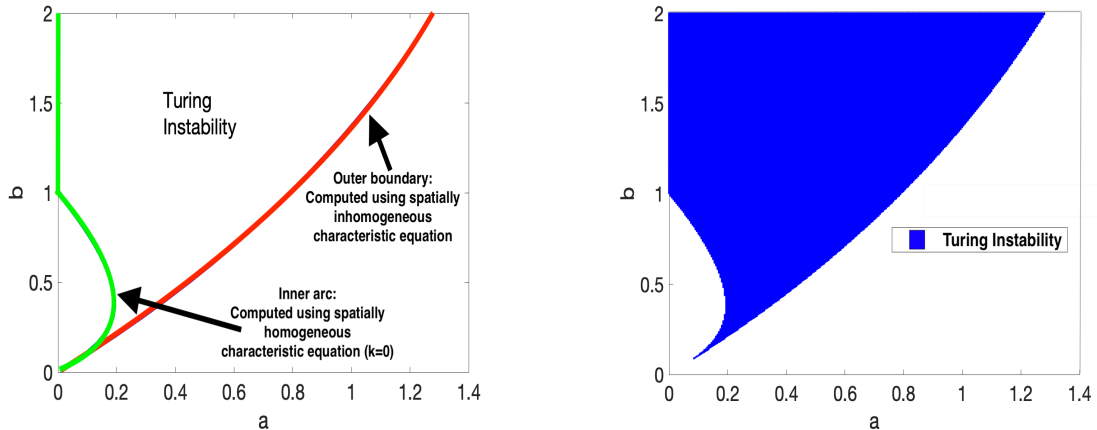 2
1.5
1
0.5
0
b
0
0.2
0.4
0.6
0.8
1
1.2
1.4
a
Turing
Instability
Outer boundary:
Computed using spatially
inhomogeneous
characteristic equation
Inner arc:
Computed using spatially
homogeneous
characteristic equation (k=0)
2
1.5
1
0.5
0
b
0
0.2
0.4
0.6
0.8
1
1.2
1.4
a
Turing Instability